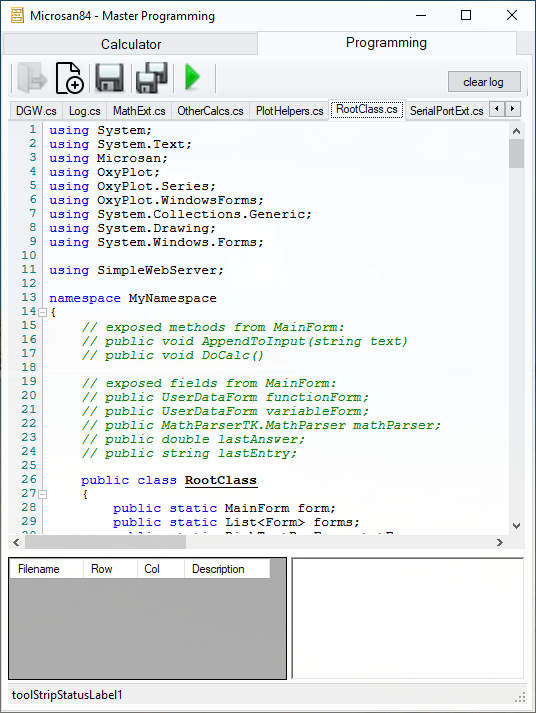 Microsan84 - Master Programming
Calculator
Programming
clear log
DGW.cs Log.cs MathExt.cs OtherCalcs.cs PlotHelpers.cs RootClass.cs SerialPortExt.cs
1 using System;
2 using System.Text;
3 using Microsan;
4 using OxyPlot;
5 using OxyPlot.Series;
6 using OxyPlot.WindowsForms;
7 using System.Collections.Generic;
8 using System.Drawing;
9 using System.Windows.Forms;
10
11 using SimpleWebServer;
12
13 namespace MyNamespace
14 {
15 // exposed methods from MainForm:
16 // public void AppendToInput(string text)
17 // public void DoCalc()
18
19 // exposed fields from MainForm:
20 // public UserDataForm functionForm;
21 // public UserDataForm variableForm;
22 // public MathParserTK.MathParser mathParser;
23 // public double lastAnswer;
24 // public string lastEntry;
25
26 public class RootClass
27 {
28 public static MainForm form;
29 public static List<Form> forms;
Filename Row Col Description
toolStripStatusLabel1